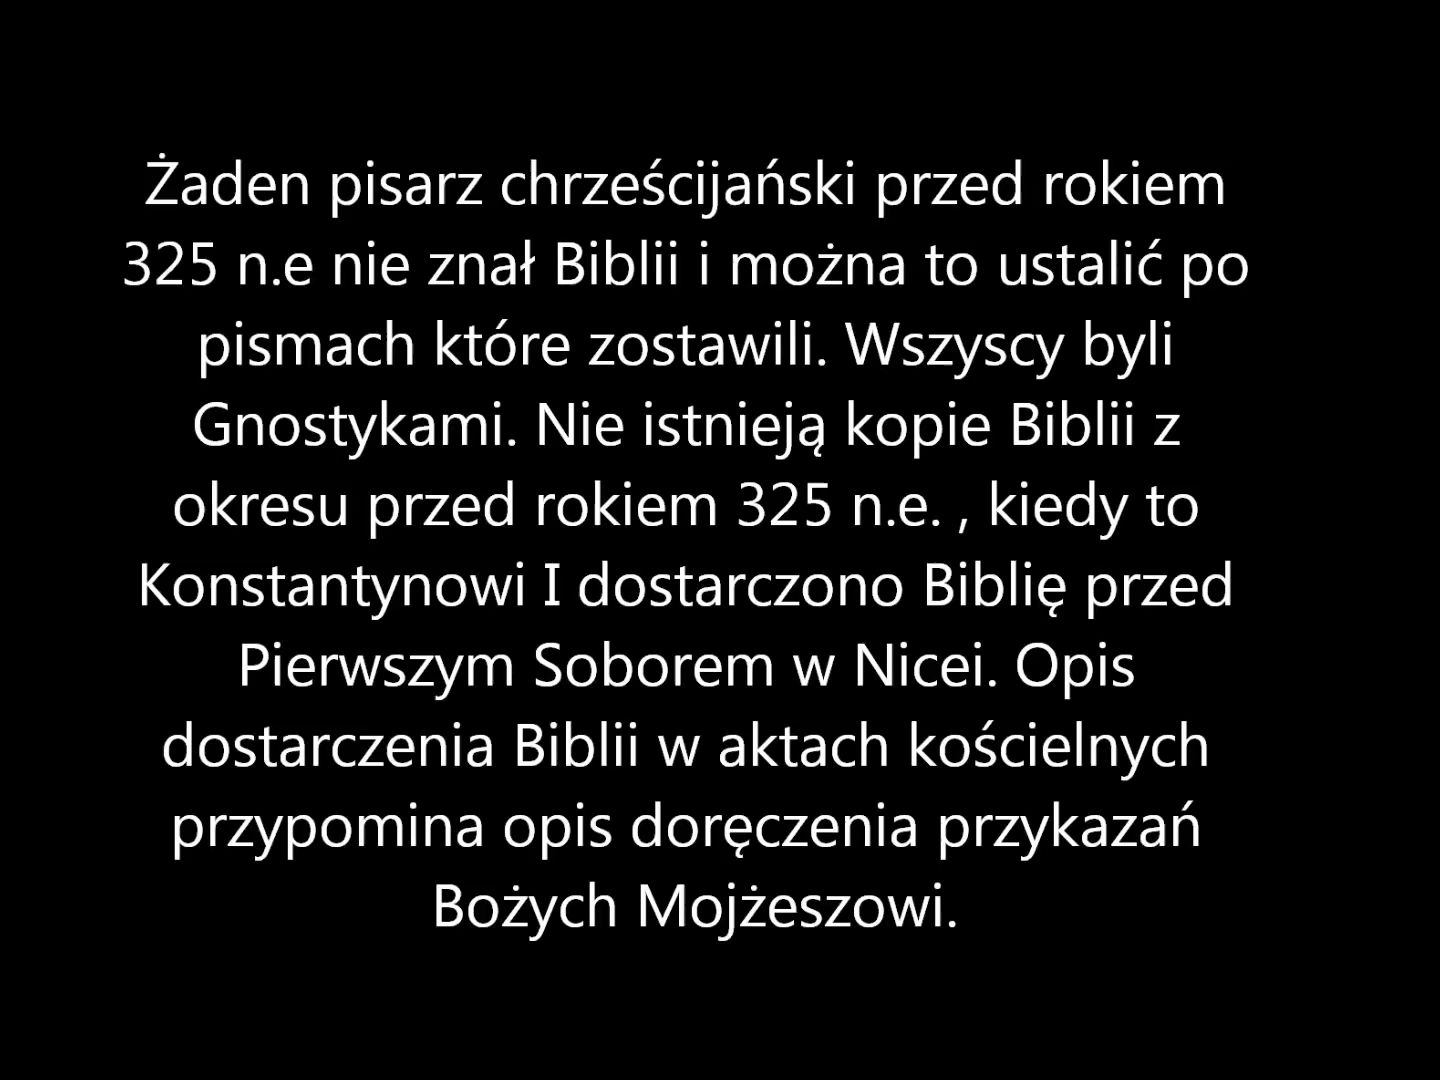 Żaden pisarz chrześcijański przed rokiem
325 n.e nie znał Biblii i można to ustalić po
pismach które zostawili. Wszyscy byli
Gnostykami. Nie istnieją kopie Biblii z
okresu przed rokiem 325 n.e. , kiedy to
Konstantynowi I dostarczono Biblię przed
Pierwszym Soborem w Nicei. Opis
dostarczenia Biblii w aktach kościelnych
przypomina opis doręczenia przykazań
Bożych Mojżeszowi.